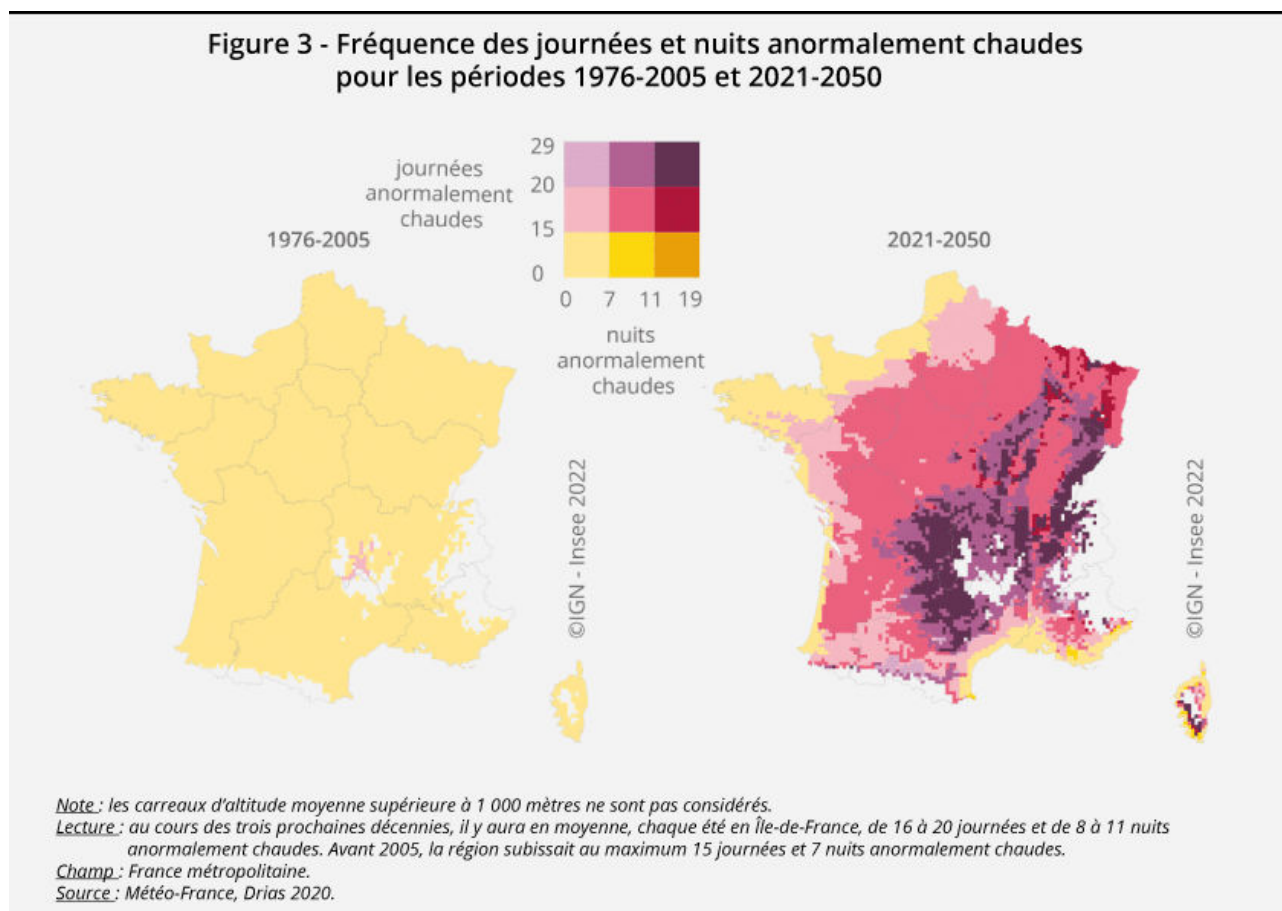 Figure 3 - Fréquence des journées et nuits anormalement chaudes
pour les périodes 1976-2005 et 2021-2050
journées
anormalement
chaudes
29
20
15
0
0 7 11 19
nuits
anormalement
chaudes
1976-2005
2021-2050
©IGN - Insee 2022
©IGN - Insee 2022
Note : les carreaux d'altitude moyenne supérieure à 1 000 mètres ne sont pas considérés.
Lecture : au cours des trois prochaines décennies, il y aura en moyenne, chaque été en Île-de-France, de 16 à 20 journées et de 8 à 11 nuits
anormalement chaudes. Avant 2005, la région subissait au maximum 15 journées et 7 nuits anormalement chaudes.
Champ : France métropolitaine.
Source : Météo-France, Drias 2020.